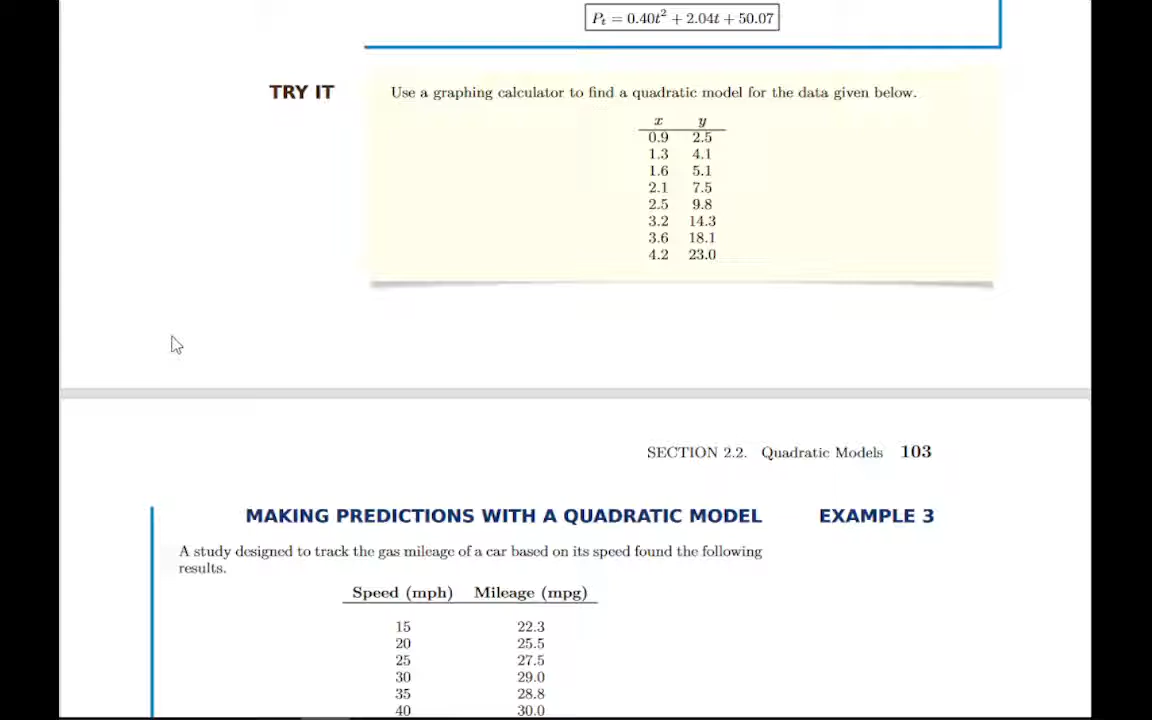 P_t = 0.40t² + 2.04t + 50.07
TRY IT
Use a graphing calculator to find a quadratic model for the data given below.
x y
0.9 2.5
1.3 4.1
1.6 5.1
2.1 7.5
2.5 9.8
3.2 14.3
3.6 18.1
4.2 23.0
SECTION 2.2. Quadratic Models 103
MAKING PREDICTIONS WITH A QUADRATIC MODEL EXAMPLE 3
A study designed to track the gas mileage of a car based on its speed found the following
results.
Speed (mph) Mileage (mpg)
15 22.3
20 25.5
25 27.5
30 29.0
35 28.8
40 30.0